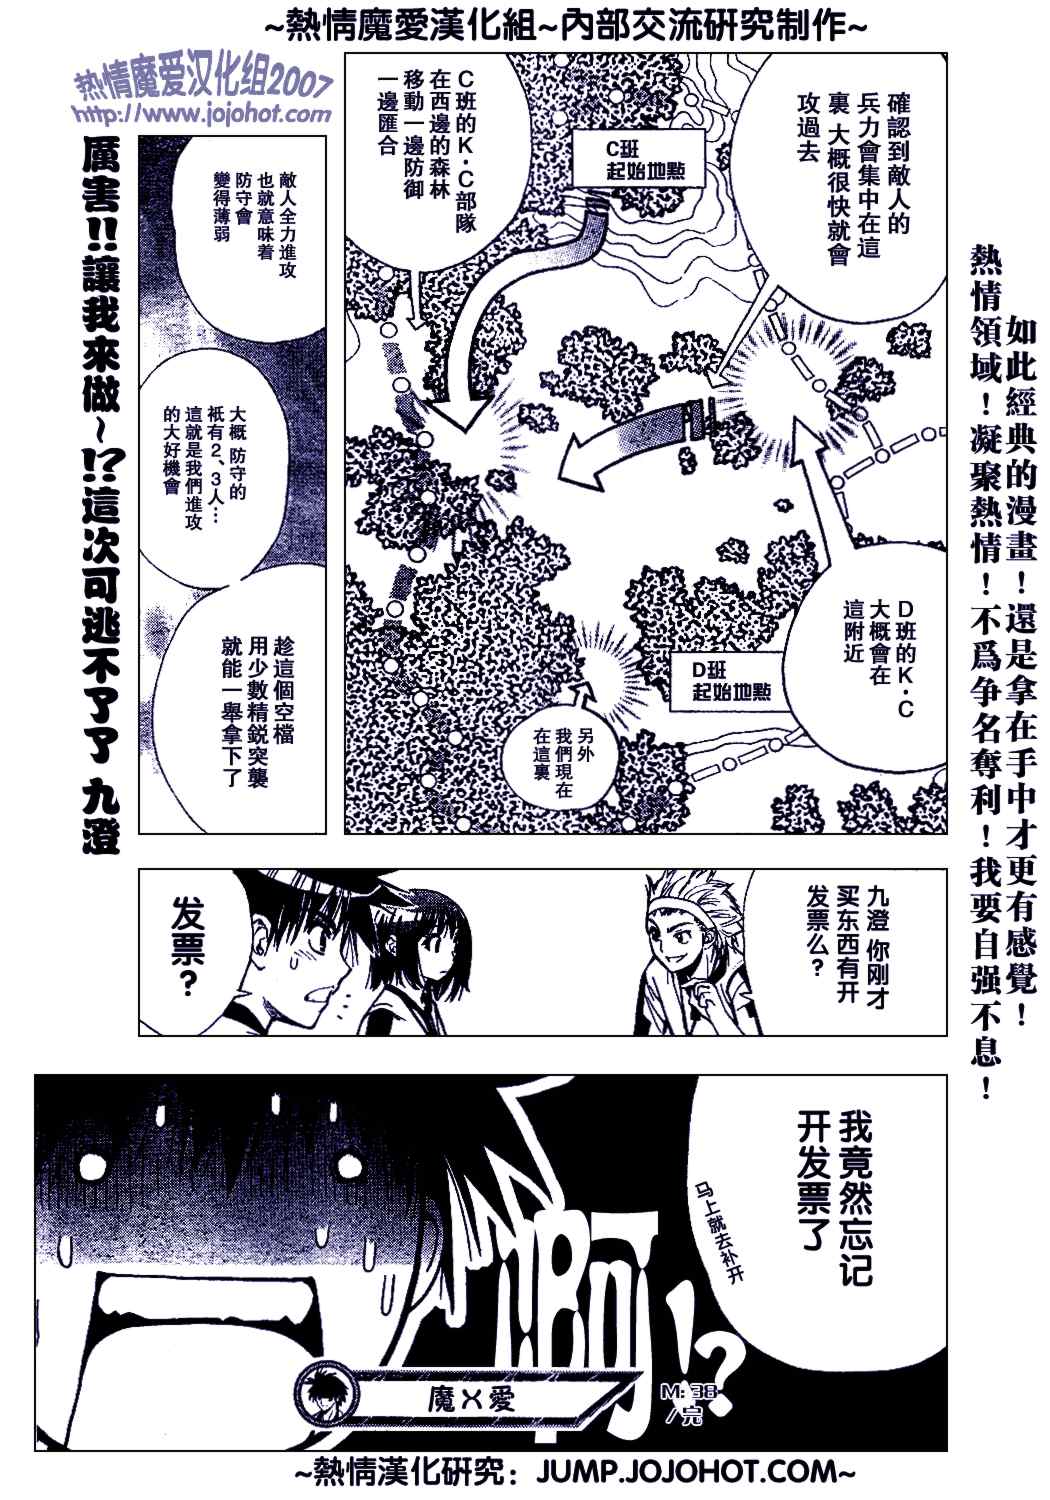 ~熱情魔愛漢化組~內部交流研究制作~
熱情魔爱汉化组2007
http://www.jojohot.com
如此經典的漫畫！還是拿在手中才更有感覺！
熱情領域！凝聚熱情！不爲争名奪利！我要自强不息！
確認到敵人的
兵力會集中在這
裏 大概很快就會
攻過去
C班
起始地點
C班的K·C部隊
在西邊的森林
移動一邊防御
一邊匯合
D班的K·C
大概會在
這附近
D班
起始地點
另外
我們現在
在這裏
敵人全力進攻
也就意味着
防守會
變得薄弱
大概 防守的
衹有2、3人…
這就是我們進攻
的大好機會
趁這個空檔
用少數精鋭突襲
就能一舉拿下了
厲害!!讓我來做~!?這次可逃不了了 九澄
九澄 你刚才
买东西有开
发票么?
发票?
我竟然忘记
开发票了
马上就去补开
啊!?
魔X愛
M: 38
/完
~熱情漢化研究：JUMP.JOJOHOT.COM~